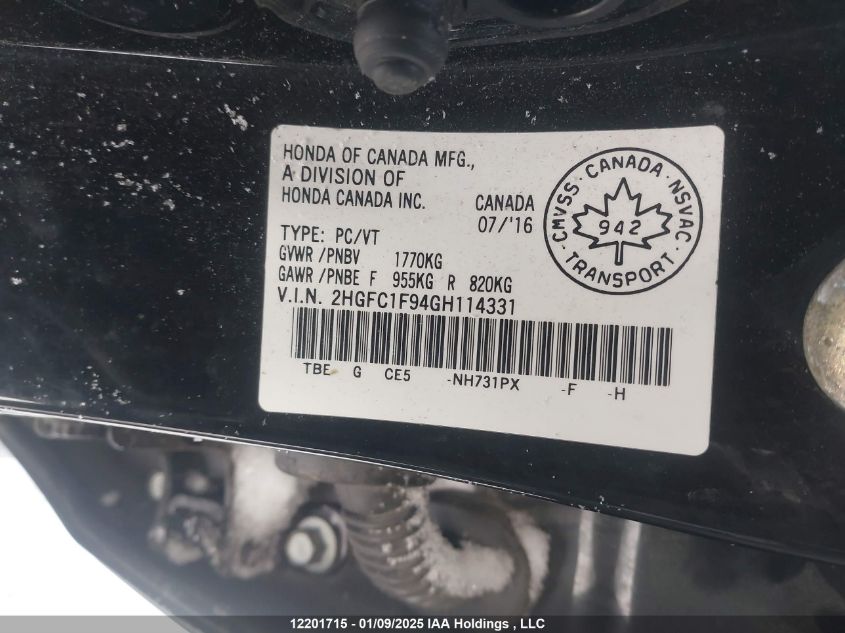 HONDA OF CANADA MFG.,
A DIVISION OF
HONDA CANADA INC.
CANADA
07/'16
TYPE: PC/VT
GVWR /PNBV 1770KG
GAWR /PNBE F 955KG R 820KG
V.I.N. 2HGFC1F94GH114331
TBE G CE5 -NH731PX -F -H
CMVSS · CANADA · NSVAC
942
· TRANSPORT ·
12201715 - 01/09/2025 IAA Holdings , LLC